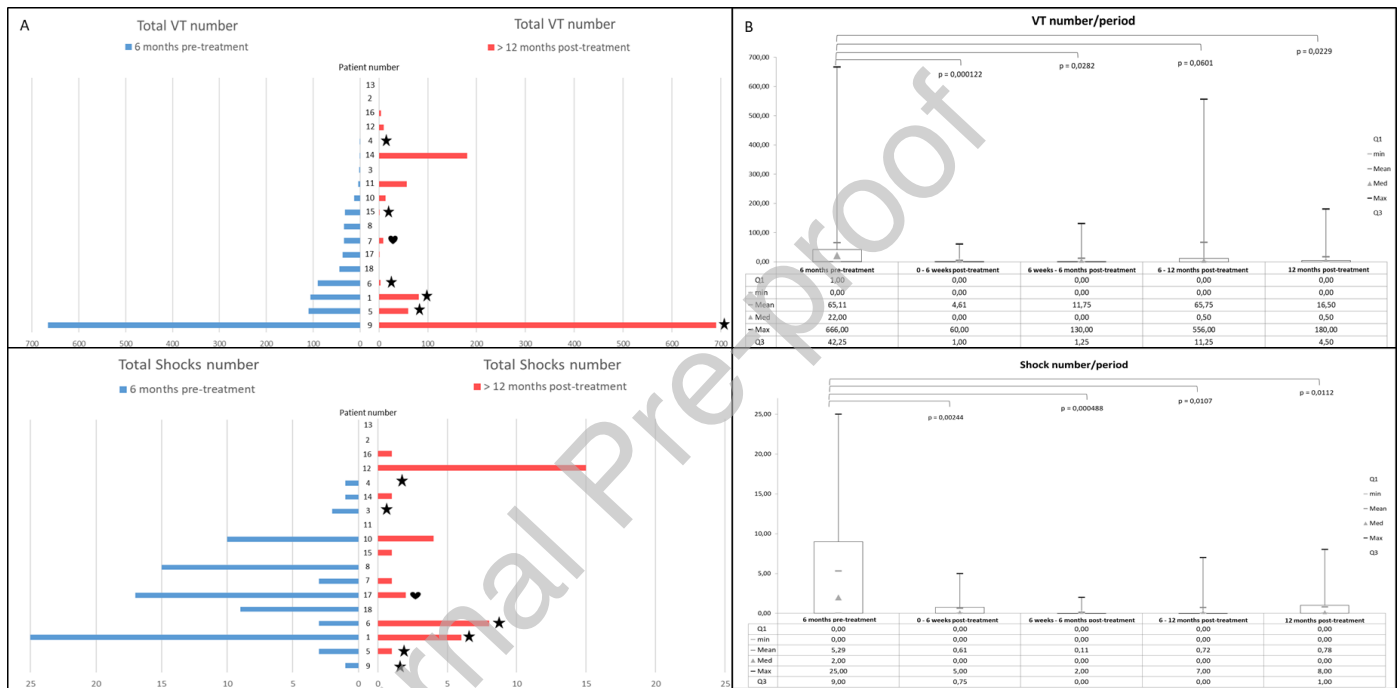 A
Total VT number
Total VT number
6 months pre-treatment
> 12 months post-treatment
Patient number
13
2
16
12
4
14
3
11
10
15
8
7
17
18
6
1
5
9
700 600 500 400 300 200 100 0 0 100 200 300 400 500 600 700
Total Shocks number
Total Shocks number
6 months pre-treatment
> 12 months post-treatment
Patient number
13
2
16
12
4
14
3
11
10
15
8
7
17
18
6
1
5
9
25 20 15 10 5 0 0 5 10 15 20 25
B
VT number/period
p = 0,0229
p = 0,0601
p = 0,0282
p = 0,000122
700,00
600,00
500,00
400,00
300,00
200,00
100,00
0,00
Q1
min
Mean
Med
Max
Q3
6 months pre-treatment 0 - 6 weeks post-treatment 6 weeks - 6 months post-treatment 6 - 12 months post-treatment 12 months post-treatment
Q1 1,00 0,00 0,00 0,00 0,00
min 0,00 0,00 0,00 0,00 0,00
Mean 65,11 4,61 11,75 65,75 16,50
Med 22,00 0,00 0,00 0,50 0,50
Max 666,00 60,00 130,00 556,00 180,00
Q3 42,25 1,00 1,25 11,25 4,50
Shock number/period
p = 0,0112
p = 0,0107
p = 0,000488
p = 0,00244
25,00
20,00
15,00
10,00
5,00
0,00
Q1
min
Mean
Med
Max
Q3
6 months pre-treatment 0 - 6 weeks post-treatment 6 weeks - 6 months post-treatment 6 - 12 months post-treatment 12 months post-treatment
Q1 0,00 0,00 0,00 0,00 0,00
min 0,00 0,00 0,00 0,00 0,00
Mean 5,29 0,61 0,11 0,72 0,78
Med 2,00 0,00 0,00 0,00 0,00
Max 25,00 5,00 2,00 7,00 8,00
Q3 9,00 0,75 0,00 0,00 1,00
rnal Pre-proof